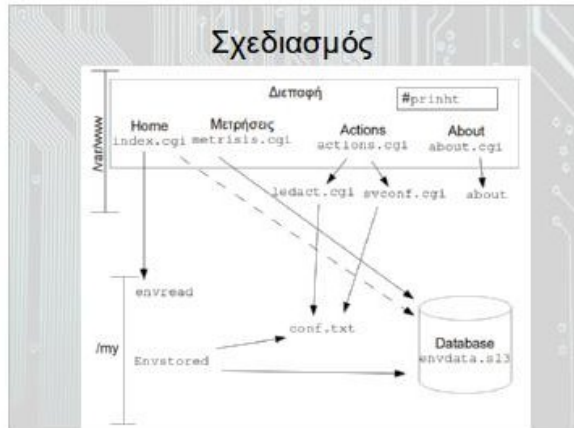 Σχεδιασμός
Διεπαφή
#prinht
Home
Μετρήσεις
Actions
About
index.cgi
metrisis.cgi
actions.cgi
about.cgi
/var/www
ledact.cgi
svconf.cgi
about
envread
conf.txt
/my
Envstored
Database
envdata.sl3